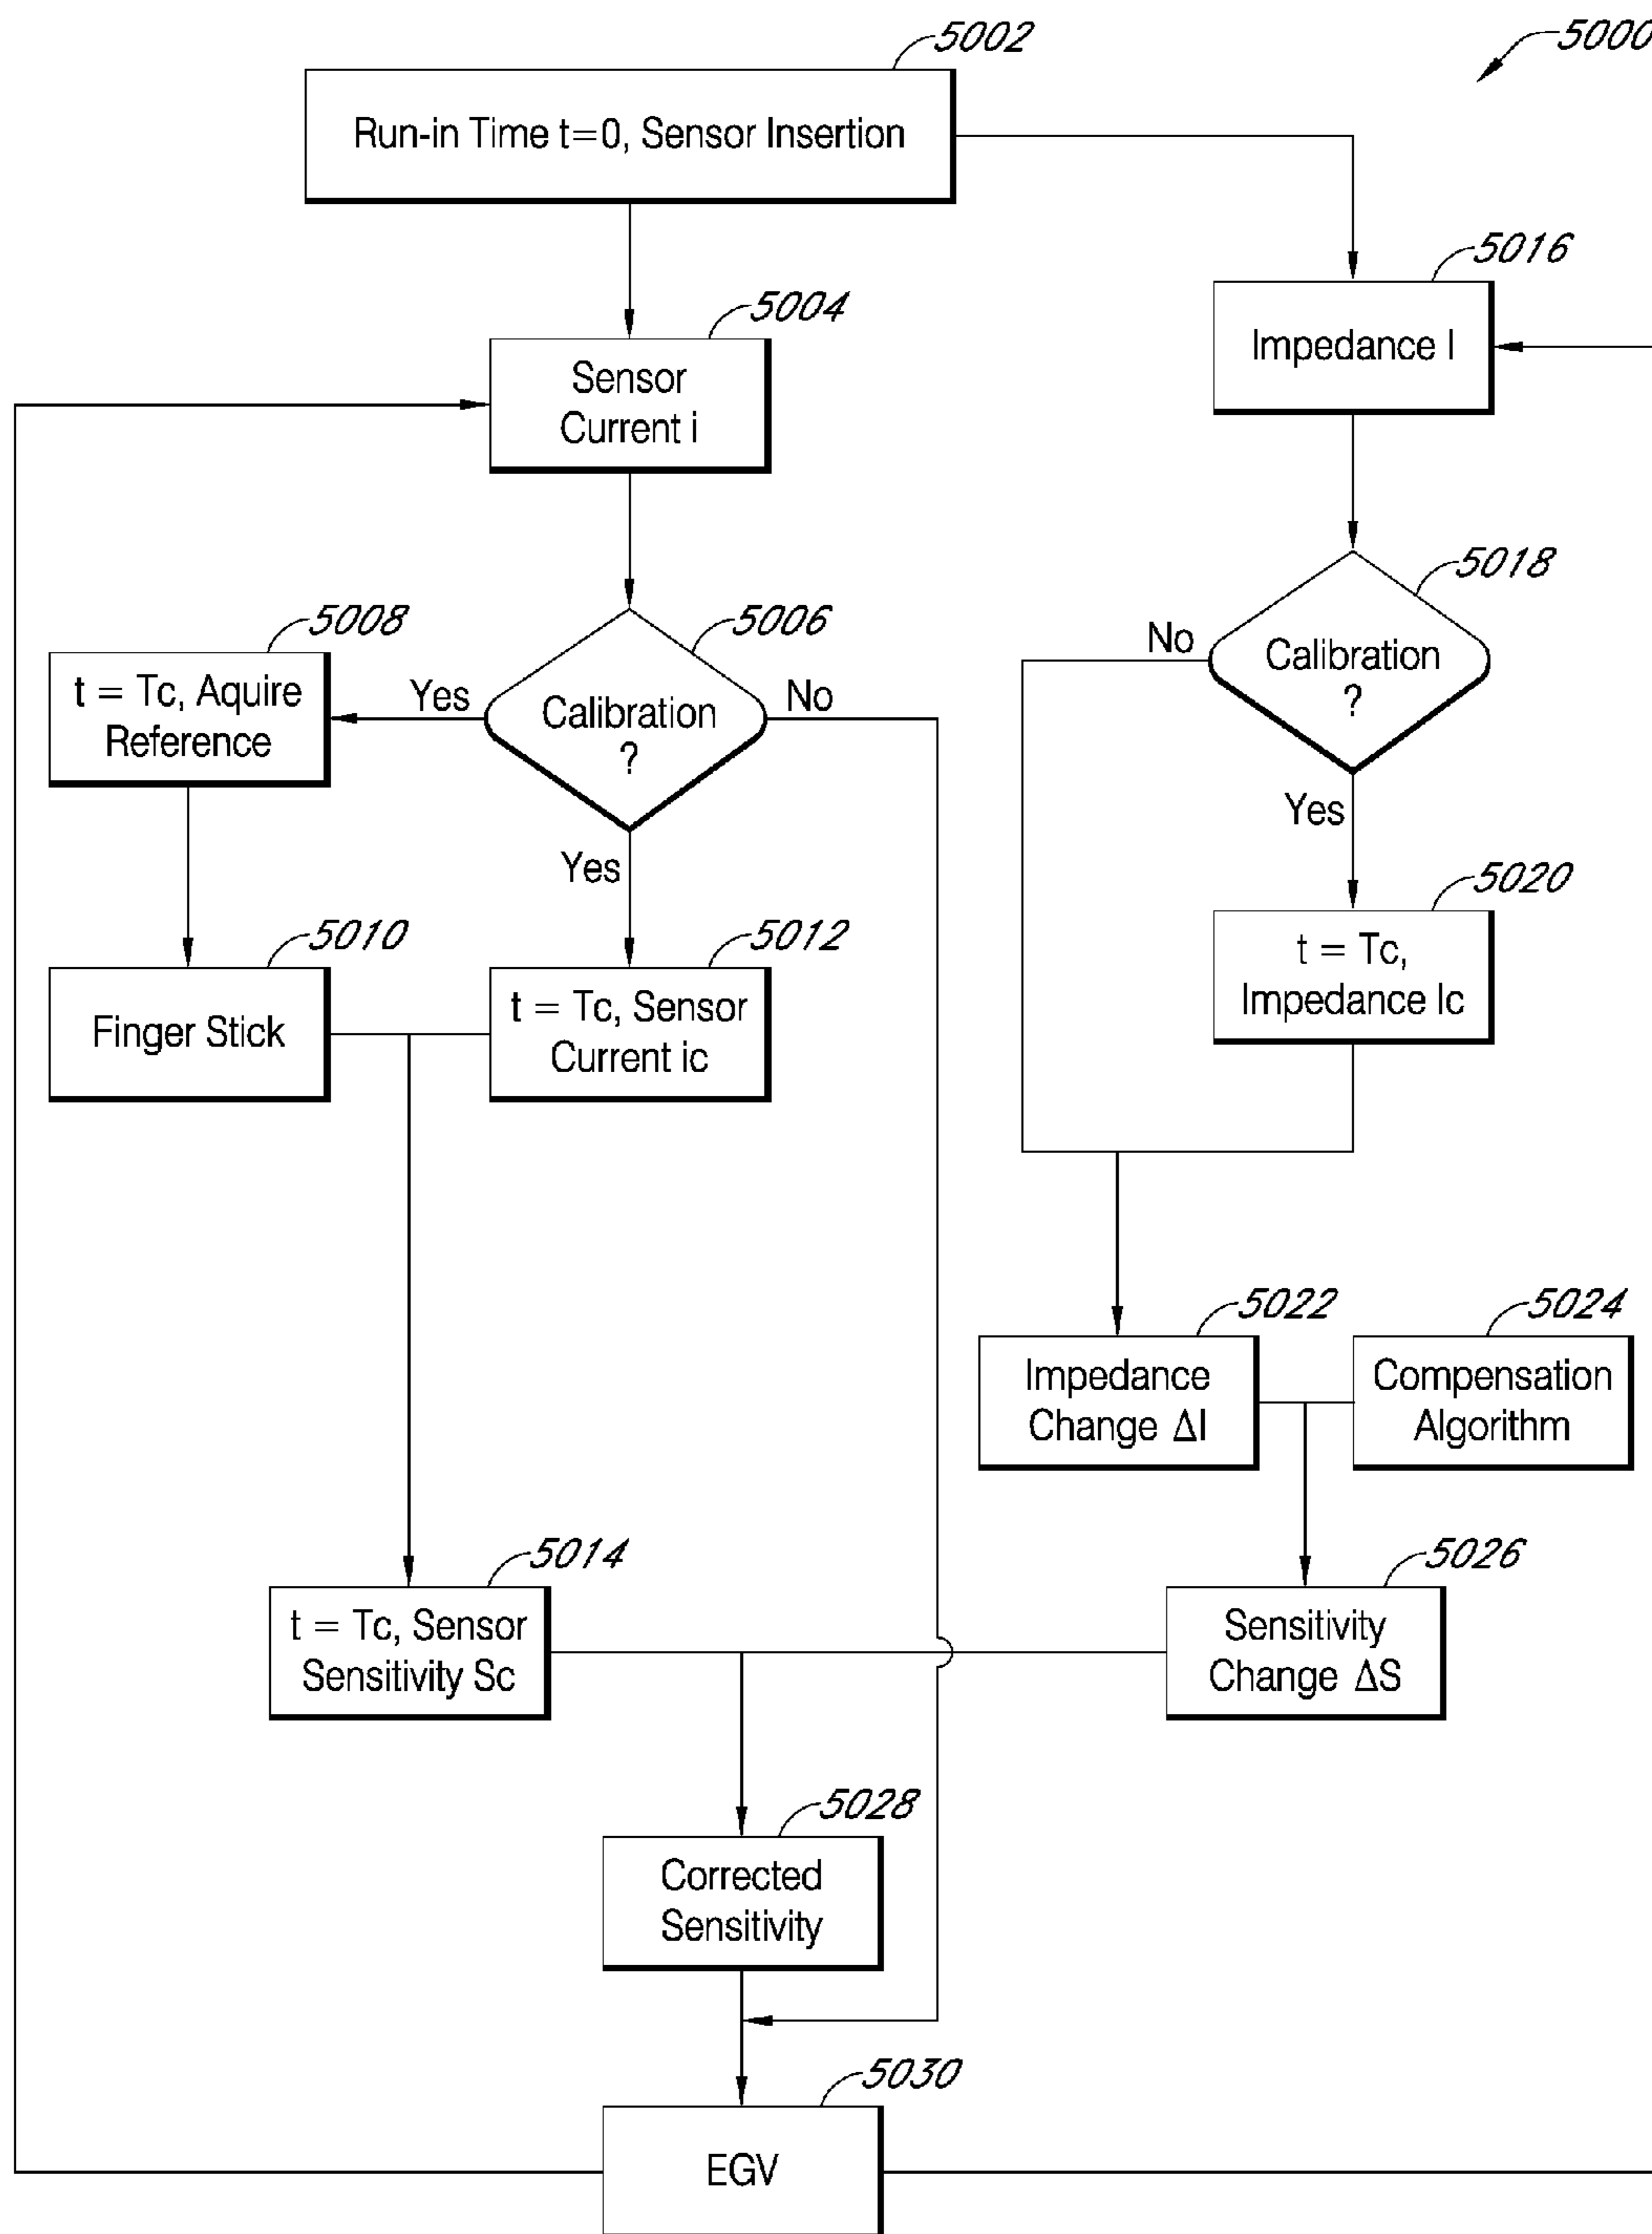 5002
5000
Run-in Time t=0, Sensor Insertion
5016
Impedance I
5004
Sensor
Current i
5018
Calibration
?
No
Yes
5008
t = Tc, Aquire
Reference
5006
Calibration
?
Yes
No
Yes
5020
t = Tc,
Impedance Ic
5010
Finger Stick
5012
t = Tc, Sensor
Current ic
5022
Impedance
Change ΔI
5024
Compensation
Algorithm
5014
t = Tc, Sensor
Sensitivity Sc
5026
Sensitivity
Change ΔS
5028
Corrected
Sensitivity
5030
EGV